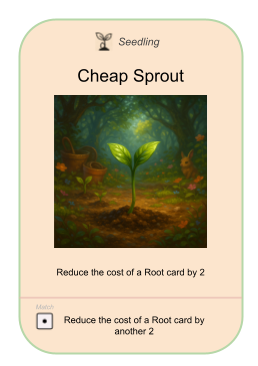 Seedling
Cheap Sprout
Reduce the cost of a Root card by 2
Match
Reduce the cost of a Root card by
another 2